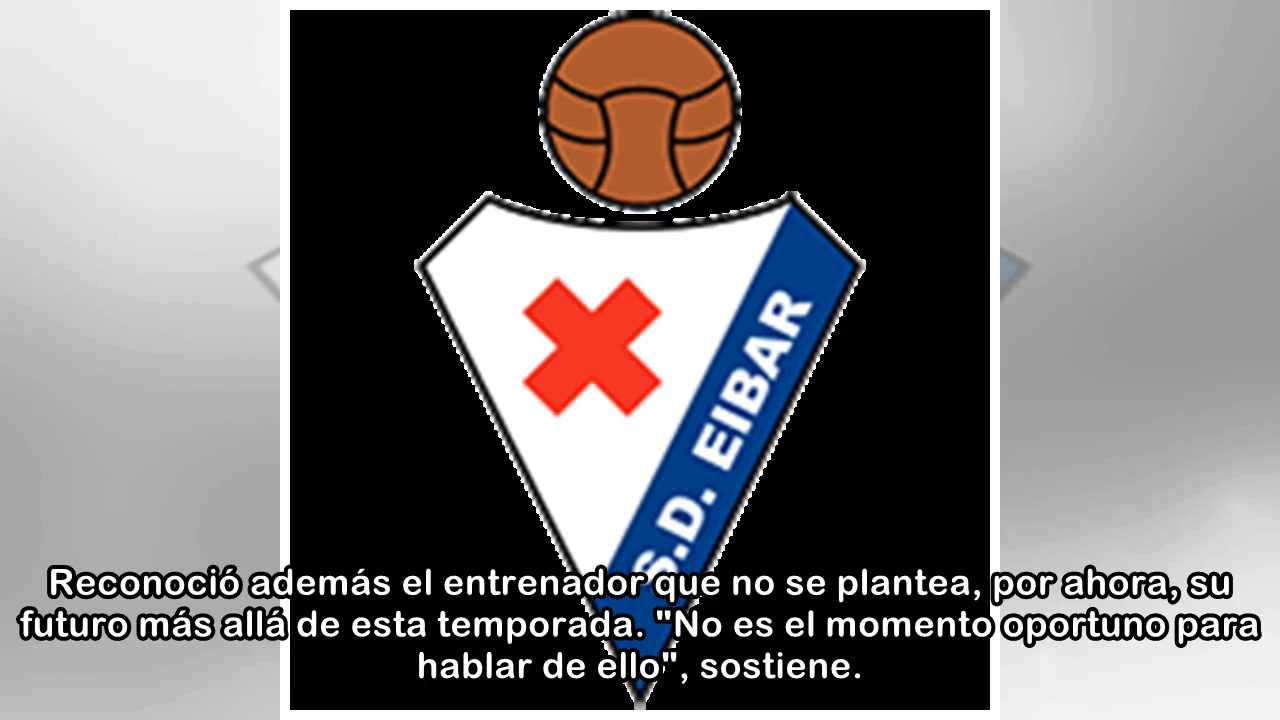 S.D. EIBAR
Reconoció además el entrenador que no se plantea, por ahora, su
futuro más allá de esta temporada. "No es el momento oportuno para
hablar de ello", sostiene.